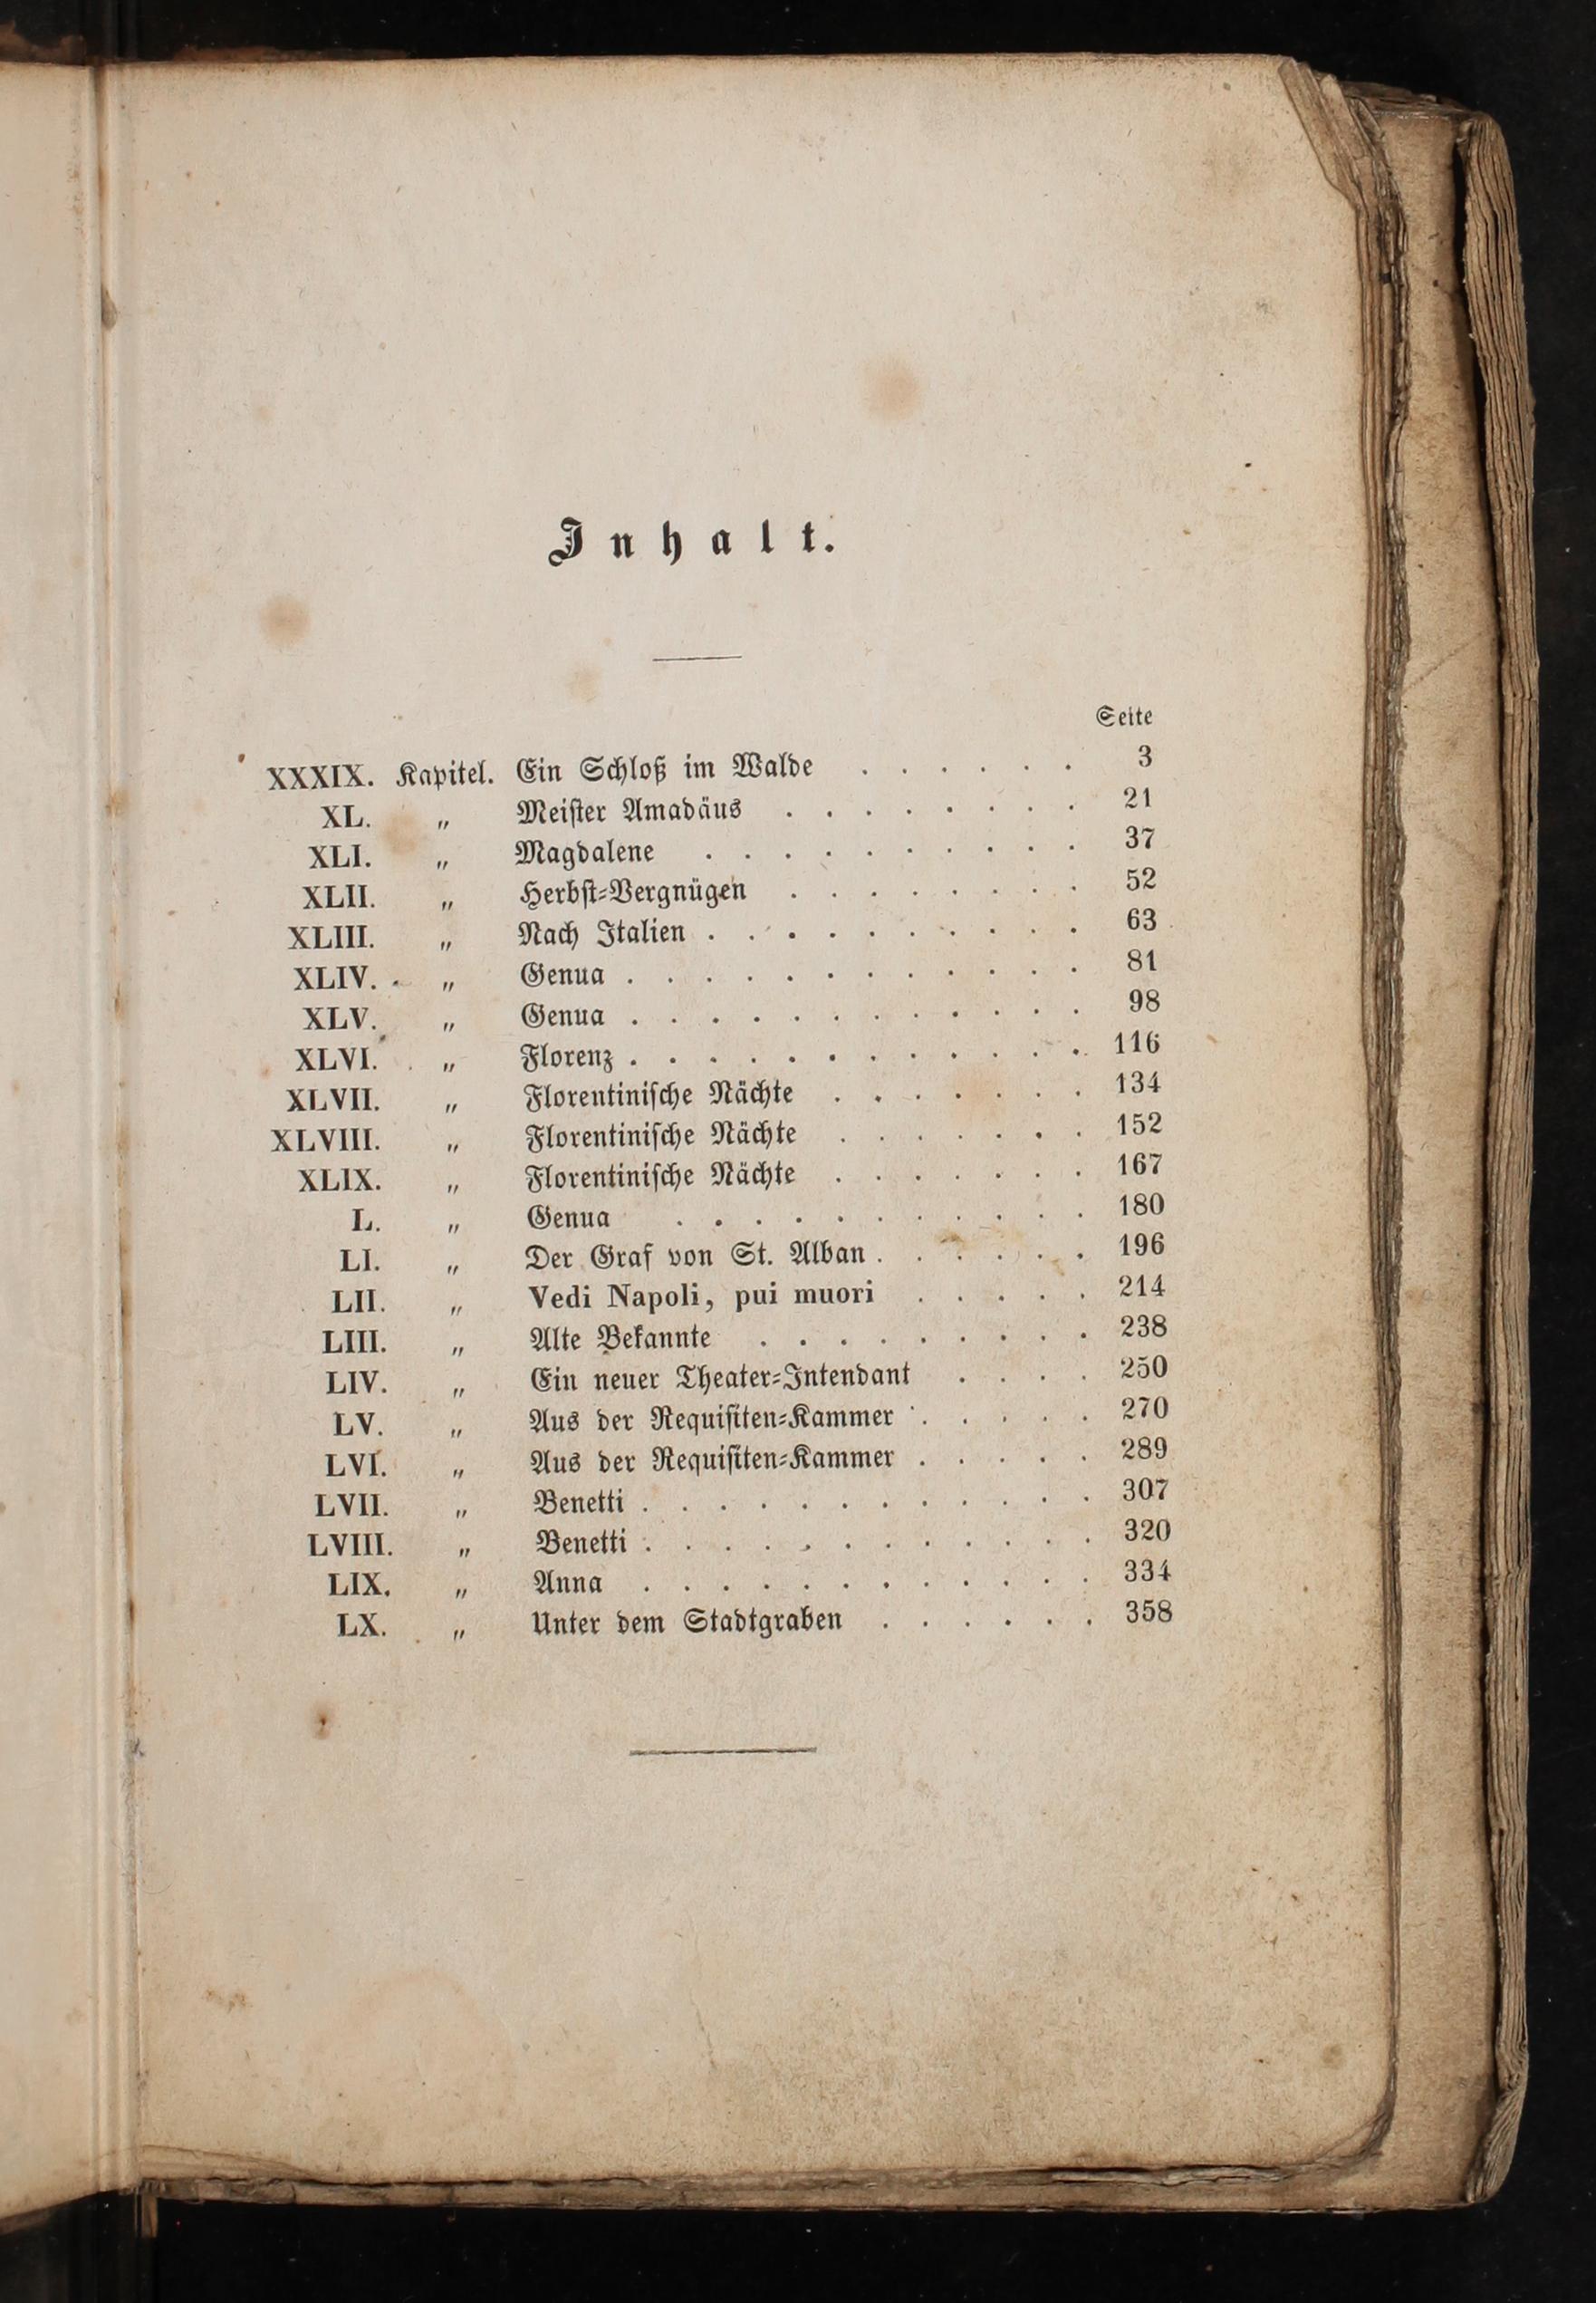 Inhalt.
Seite
XXXIX. Kapitel. Ein Schloß im Walde . . . . . . 3
XL. „ Meiſter Amadäus . . . . . . . . 21
XLI. „ Magdalene . . . . . . . . . . 37
XLII. „ Herbſt-Vergnügen . . . . . . . . 52
XLIII. „ Nach Italien . . . . . . . . . . 63
XLIV. „ Genua . . . . . . . . . . . . 81
XLV. „ Genua . . . . . . . . . . . . 98
XLVI. „ Florenz . . . . . . . . . . . . 116
XLVII. „ Florentiniſche Nächte . . . . . . . 134
XLVIII. „ Florentiniſche Nächte . . . . . . . 152
XLIX. „ Florentiniſche Nächte . . . . . . . 167
L. „ Genua . . . . . . . . . . . 180
LI. „ Der Graf von St. Alban . . . . . . 196
LII. „ Vedi Napoli, pui muori . . . . . 214
LIII. „ Alte Bekannte . . . . . . . . . 238
LIV. „ Ein neuer Theater-Intendant . . . . 250
LV. „ Aus der Requiſiten-Kammer . . . . . 270
LVI. „ Aus der Requiſiten-Kammer . . . . . 289
LVII. „ Benetti . . . . . . . . . . . . 307
LVIII. „ Benetti . . . . . . . . . . . . 320
LIX. „ Anna . . . . . . . . . . . . 334
LX. „ Unter dem Stadtgraben . . . . . . 358